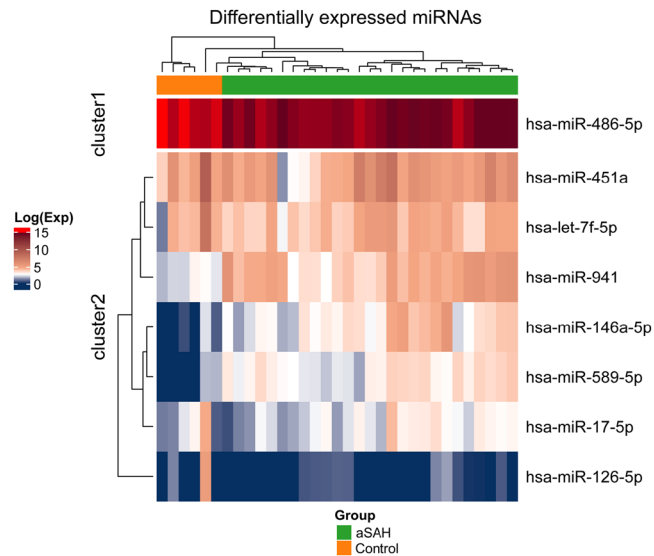 Differentially expressed miRNAs
cluster1
hsa-miR-486-5p
hsa-miR-451a
Log(Exp)
15
10
5
0
hsa-let-7f-5p
hsa-miR-941
cluster2
hsa-miR-146a-5p
hsa-miR-589-5p
hsa-miR-17-5p
hsa-miR-126-5p
Group
aSAH
Control